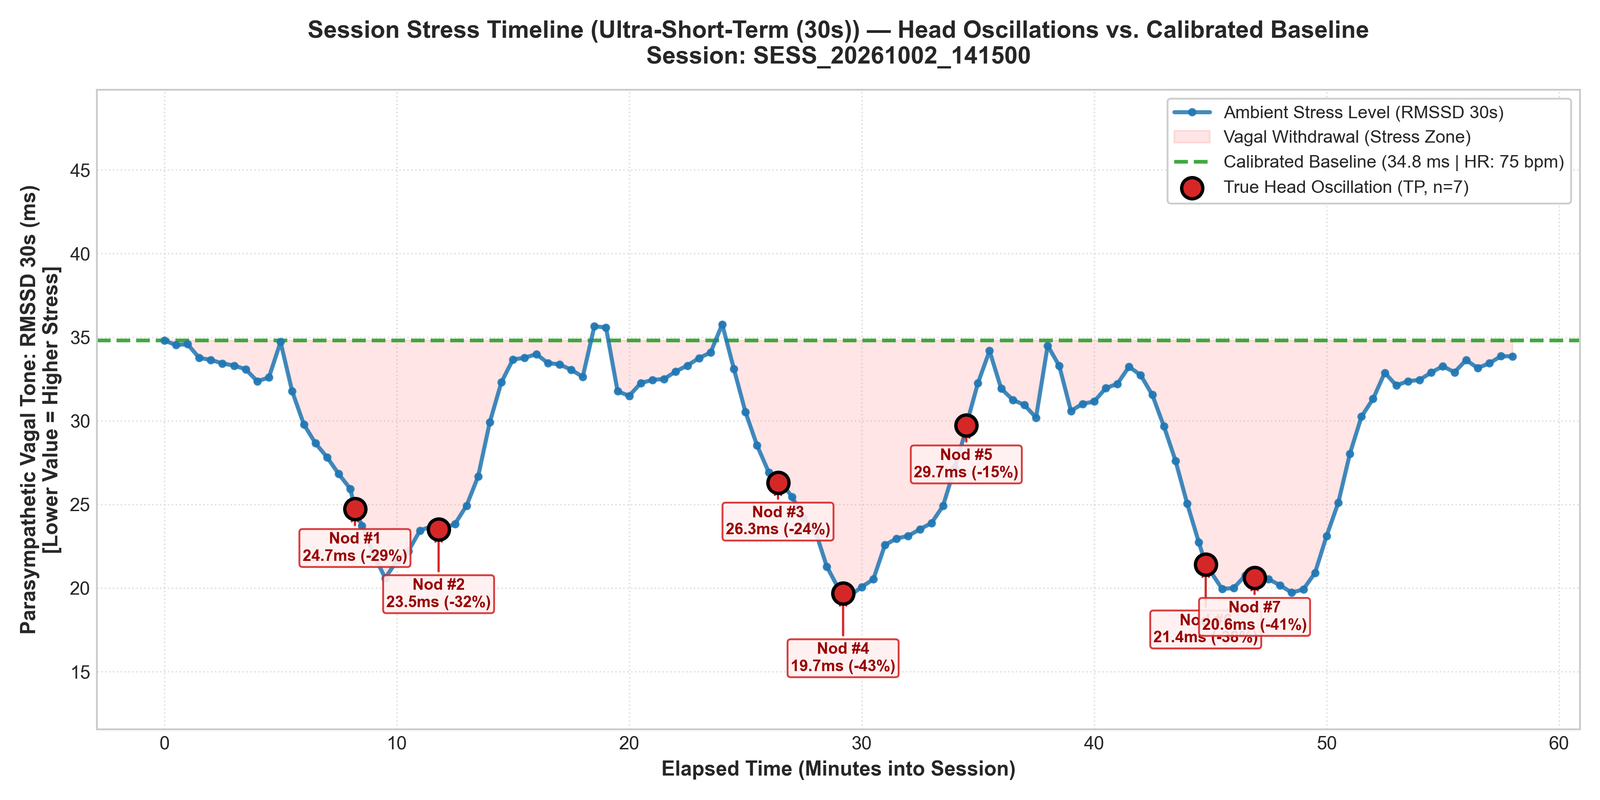 Session Stress Timeline (Ultra-Short-Term (30s)) — Head Oscillations vs. Calibrated Baseline
Session: SESS_20261002_141500
Parasympathetic Vagal Tone: RMSSD 30s (ms)
[Lower Value = Higher Stress]
45
40
35
30
25
20
15
Ambient Stress Level (RMSSD 30s)
Vagal Withdrawal (Stress Zone)
Calibrated Baseline (34.8 ms | HR: 75 bpm)
True Head Oscillation (TP, n=7)
Nod #1
24.7ms (-29%)
Nod #2
23.5ms (-32%)
Nod #3
26.3ms (-24%)
Nod #4
19.7ms (-43%)
Nod #5
29.7ms (-15%)
21.4ms (-38%)
Nod #7
20.6ms (-41%)
0
10
20
30
40
50
60
Elapsed Time (Minutes into Session)